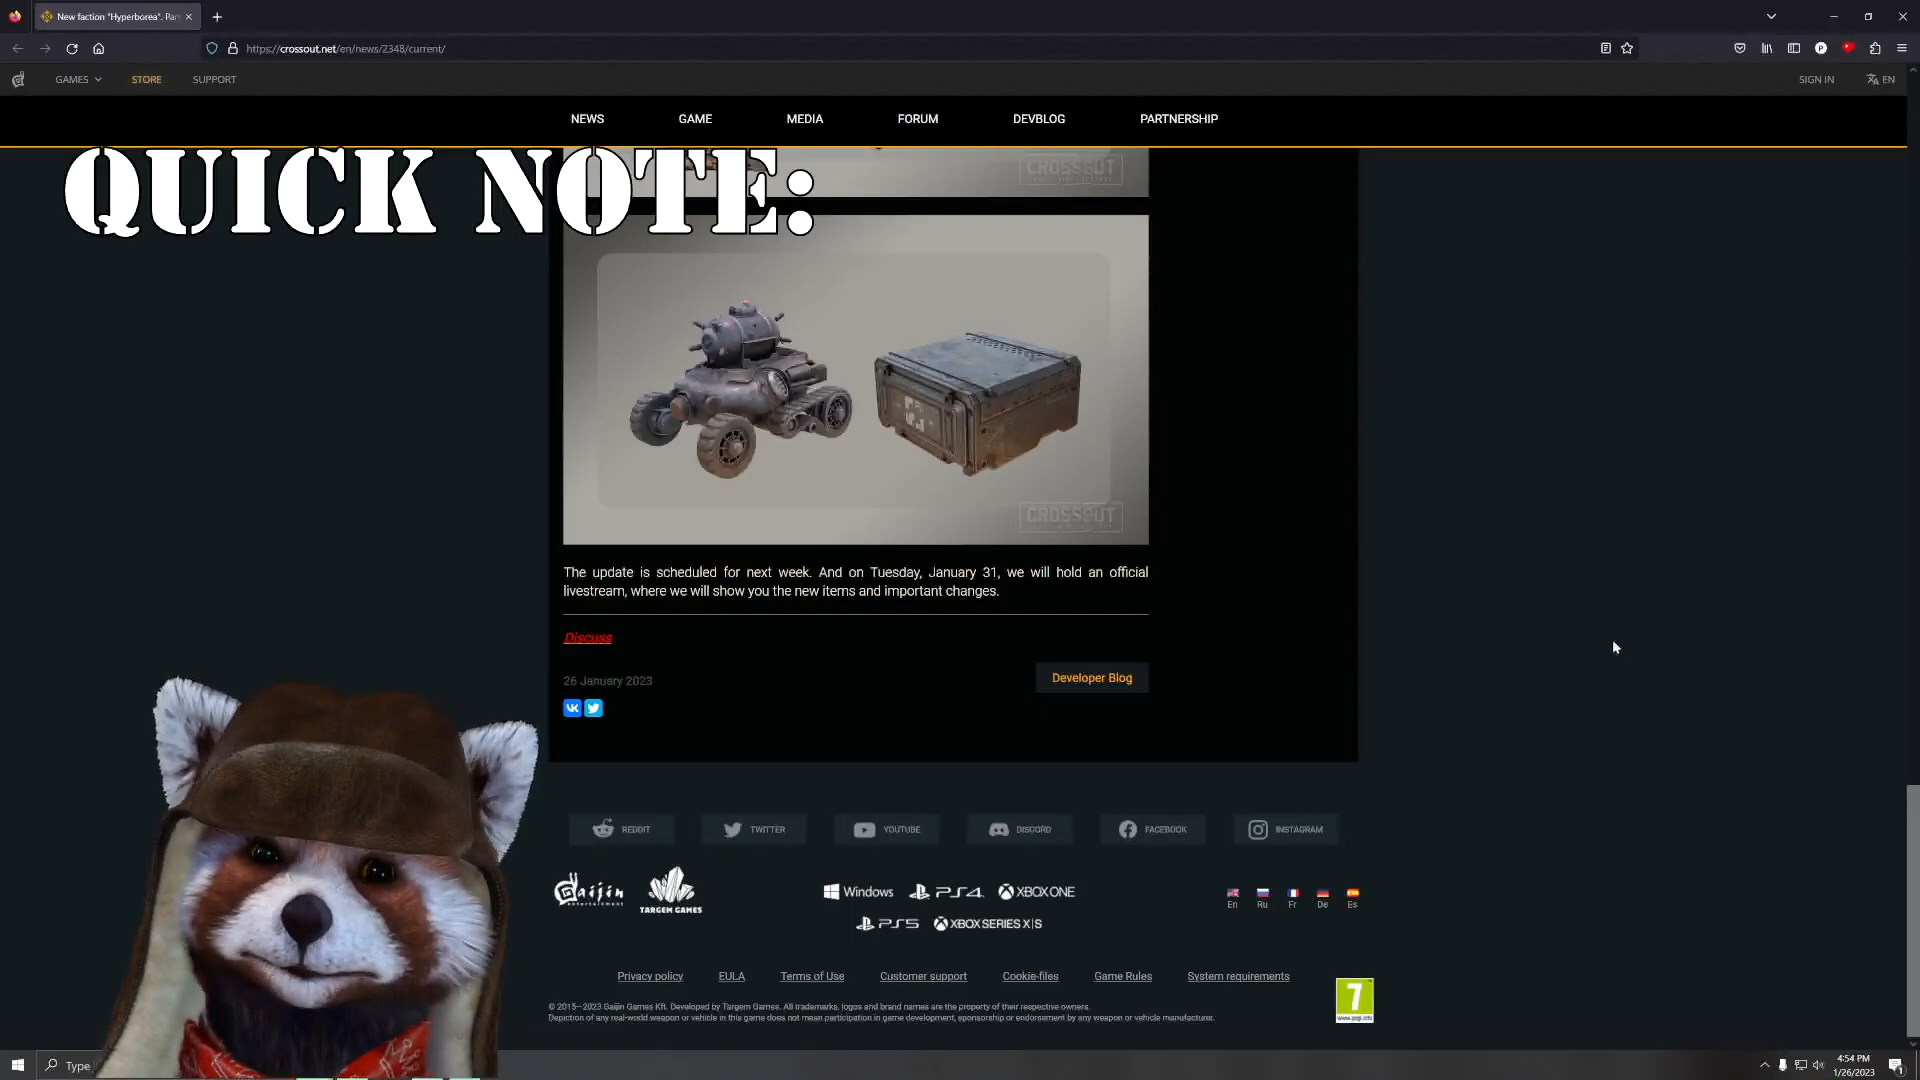 New faction "Hyperborea". Par
https://crossout.net/en/news/2348/current/
GAMES STORE SUPPORT SIGN IN EN
NEWS GAME MEDIA FORUM DEVBLOG PARTNERSHIP
CROSSOUT
QUICK NOTE:
CROSSOUT
The update is scheduled for next week. And on Tuesday, January 31, we will hold an official
livestream, where we will show you the new items and important changes.
Discuss
26 January 2023 Developer Blog
REDDIT TWITTER YOUTUBE DISCORD FACEBOOK INSTAGRAM
Gaijin entertainment TARGEM GAMES Windows PS4 XBOX ONE
PS5 XBOX SERIES X|S
En Ru Fr De Es
Privacy policy EULA Terms of Use Customer support Cookie-files Game Rules System requirements
© 2015—2023 Gaijin Games Kft. Developed by Targem Games. All trademarks, logos and brand names are the property of their respective owners.
Depiction of any real-world weapon or vehicle in this game does not mean participation in game development, sponsorship or endorsement by any weapon or vehicle manufacturer.
7
www.pegi.info
Type
4:54 PM
1/26/2023